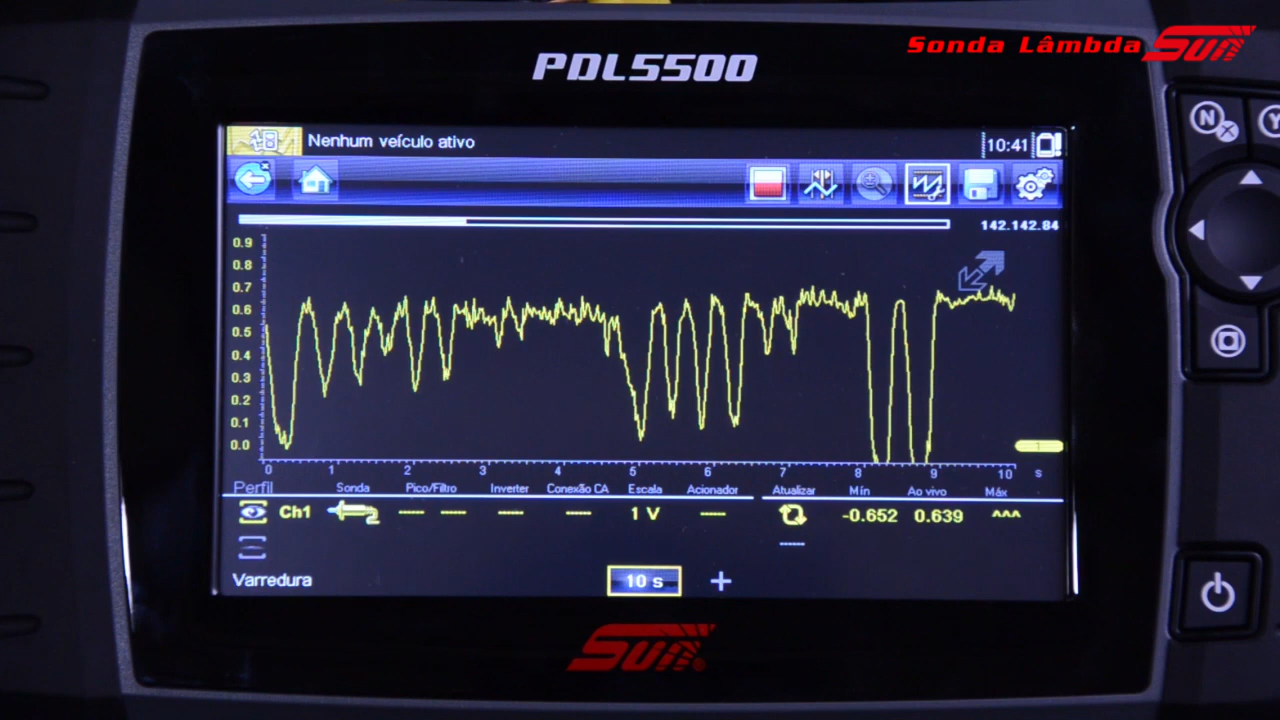 Sonda Lâmbda Sun
PDL5500
N Y
Nenhum veículo ativo 10:41
142.142.84
0.9
0.8
0.7
0.6
0.5
0.4
0.3
0.2
0.1
0.0
0 1 2 3 4 5 6 7 8 9 10 s
1
Perfil Sonda Pico/Filtro Inverter Conexão CA Escala Acionador Atualizar Mín Ao vivo Máx
Ch1 ---- ---- ---- ---- 1 V ---- -0.652 0.639 ^^^
----
Varredura 10 s +
Sun®